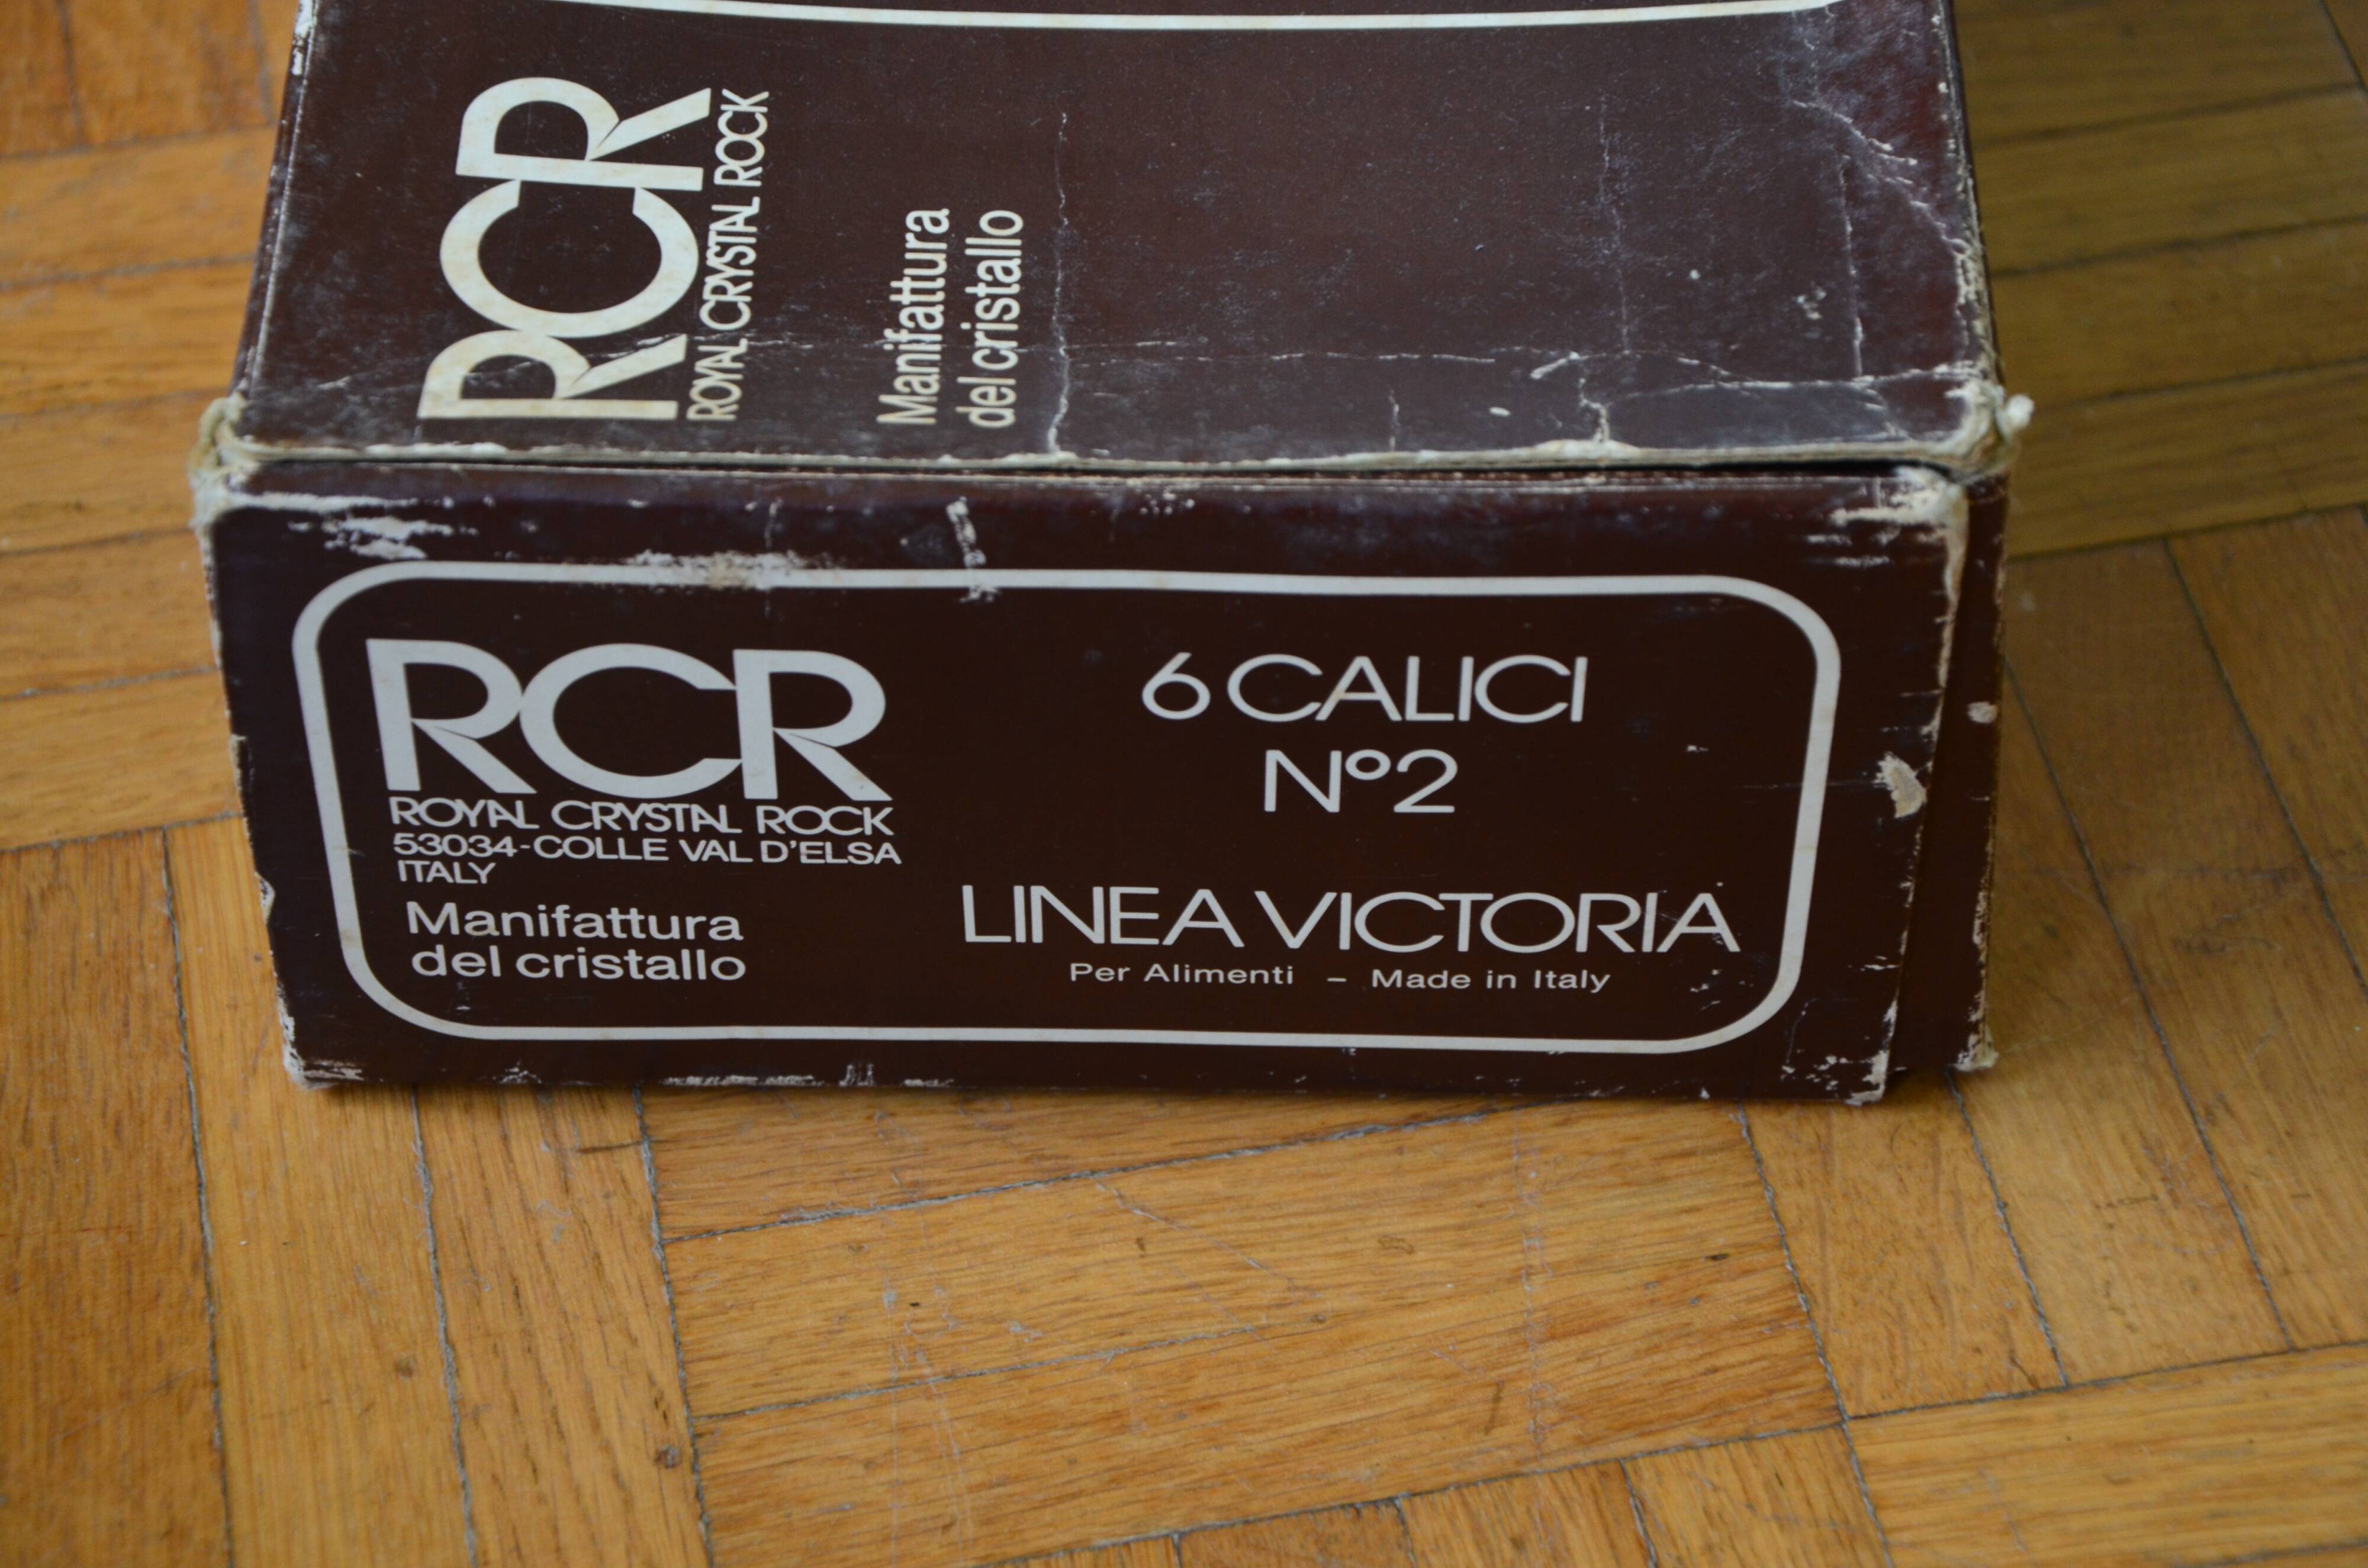 RCR
ROYAL CRYSTAL ROCK
Manifattura
del cristallo
RCR
ROYAL CRYSTAL ROCK
53034-COLLE VAL D'ELSA
ITALY
Manifattura
del cristallo
6 CALICI
Nº2
LINEA VICTORIA
Per Alimenti – Made in Italy